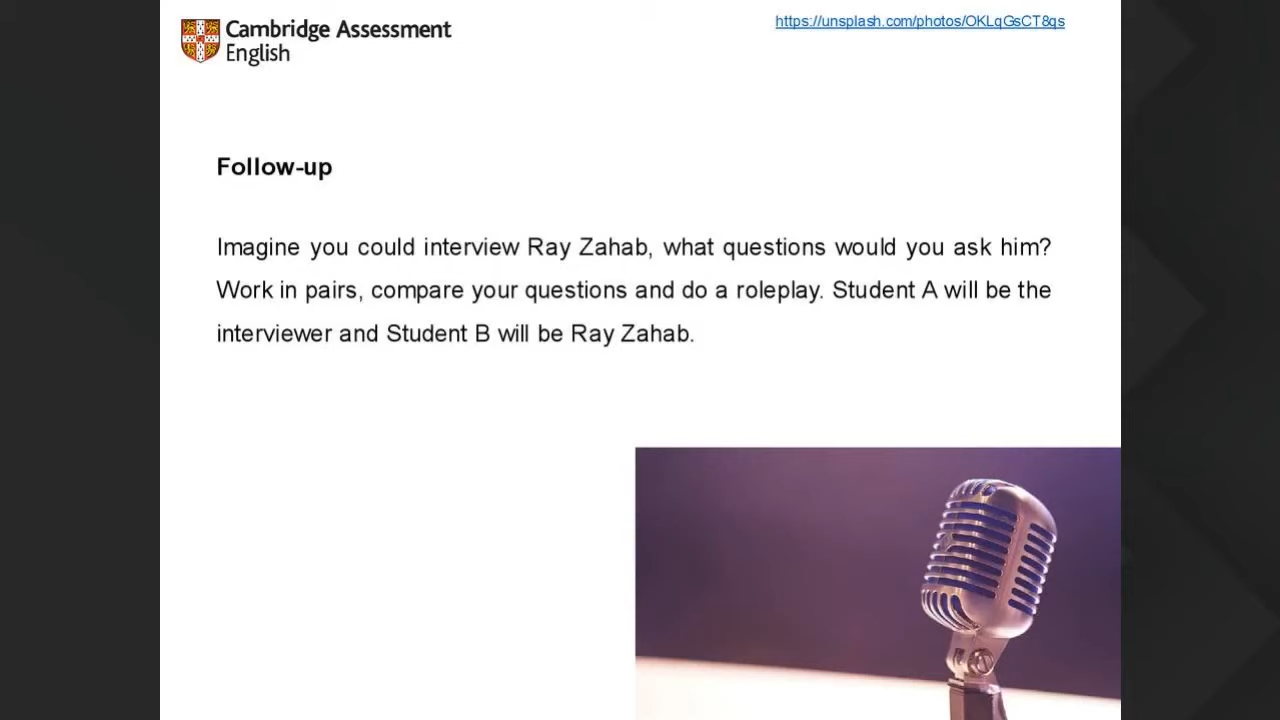 Cambridge Assessment
English
https://unsplash.com/photos/OKLqGsCT8qs
Follow-up
Imagine you could interview Ray Zahab, what questions would you ask him?
Work in pairs, compare your questions and do a roleplay. Student A will be the
interviewer and Student B will be Ray Zahab.